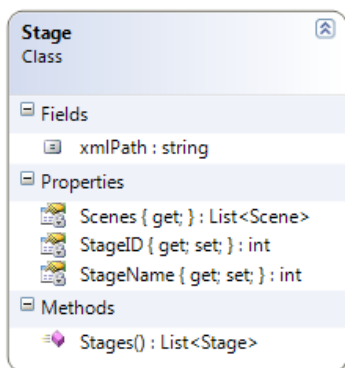 Stage
Class
Fields
xmlPath : string
Properties
Scenes { get; } : List<Scene>
StageID { get; set; } : int
StageName { get; set; } : int
Methods
Stages() : List<Stage>